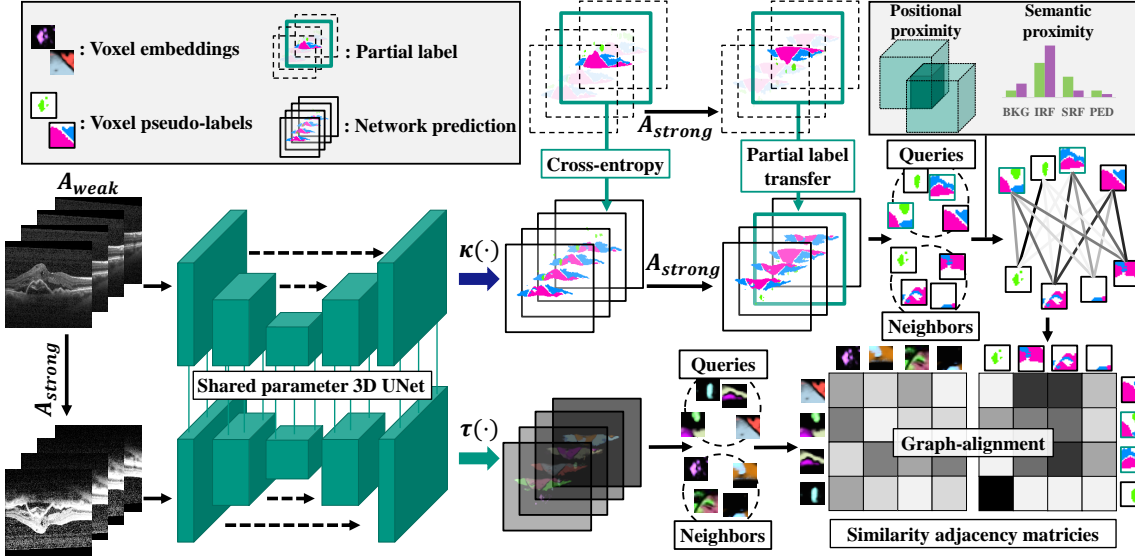 : Voxel embeddings
: Partial label
: Voxel pseudo-labels
: Network prediction
Positional
proximity
Semantic
proximity
BKG IRF SRF PED
A_strong
Cross-entropy
Partial label
transfer
Queries
A_weak
κ(·)
A_strong
Neighbors
A_strong
Shared parameter 3D UNet
Queries
τ(·)
Graph-alignment
Neighbors
Similarity adjacency matricies